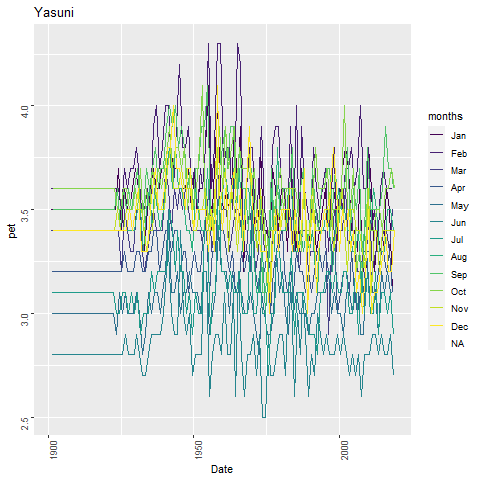 Yasuni
4.0
3.5
3.0
2.5
pet
1900
1950
2000
Date
months
Jan
Feb
Mar
Apr
May
Jun
Jul
Aug
Sep
Oct
Nov
Dec
NA